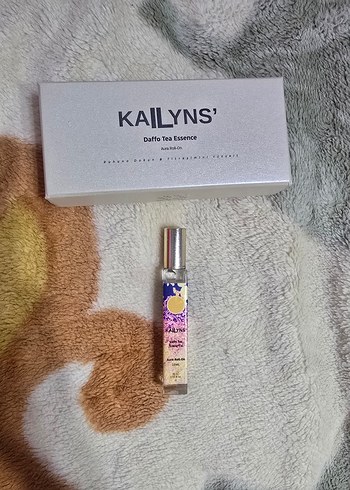 KAILYNS'
Daffo Tea Essence
Aura Roll-On
KAILYNS'
Daffo Tea
Essence
Aura Roll-On